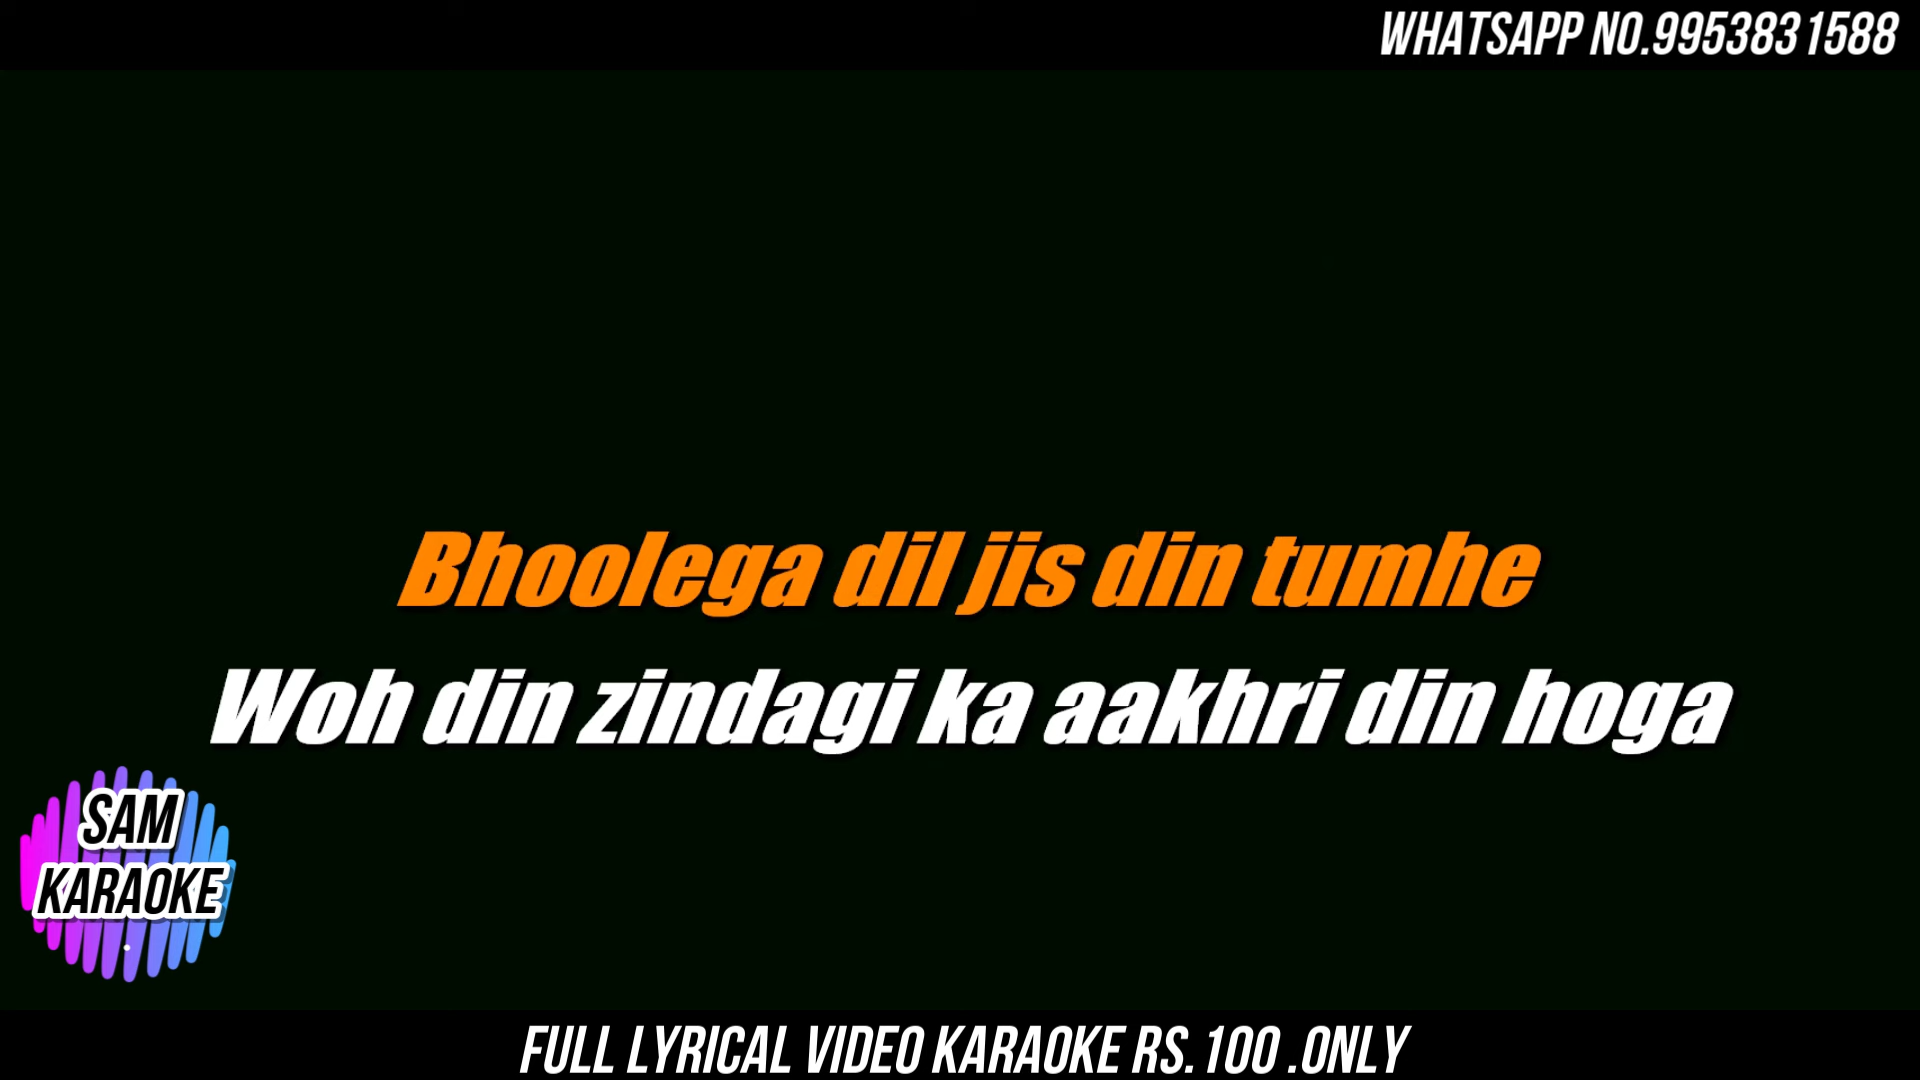 WHATSAPP NO.9953831588
Bhoolega dil jis din tumhe
Woh din zindagi ka aakhri din hoga
SAM
KARAOKE
FULL LYRICAL VIDEO KARAOKE RS.100 .ONLY